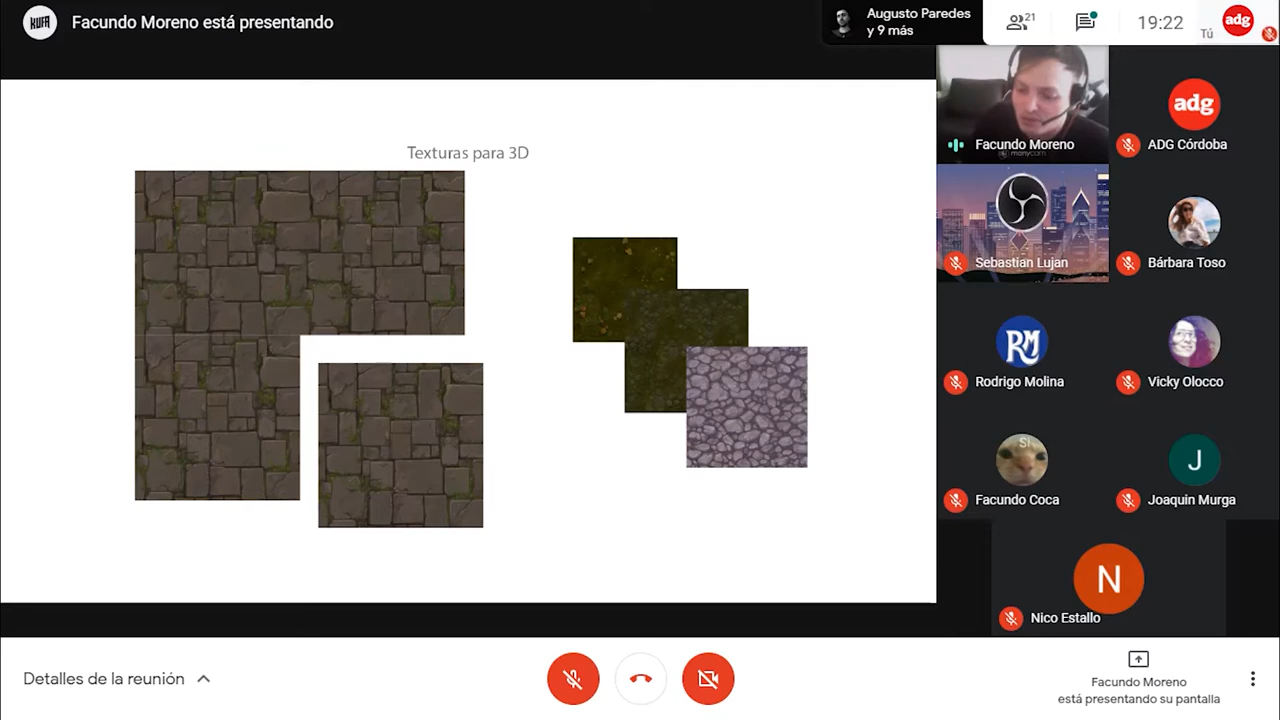 KUFA
Facundo Moreno está presentando
Augusto Paredes
y 9 más
21
19:22
Tú
adg
Texturas para 3D
Facundo Moreno
manycam
adg
ADG Córdoba
Sebastian Lujan
Bárbara Toso
RM
Rodrigo Molina
Vicky Olocco
SI
Facundo Coca
J
Joaquin Murga
N
Nico Estallo
Detalles de la reunión
Facundo Moreno
está presentando su pantalla